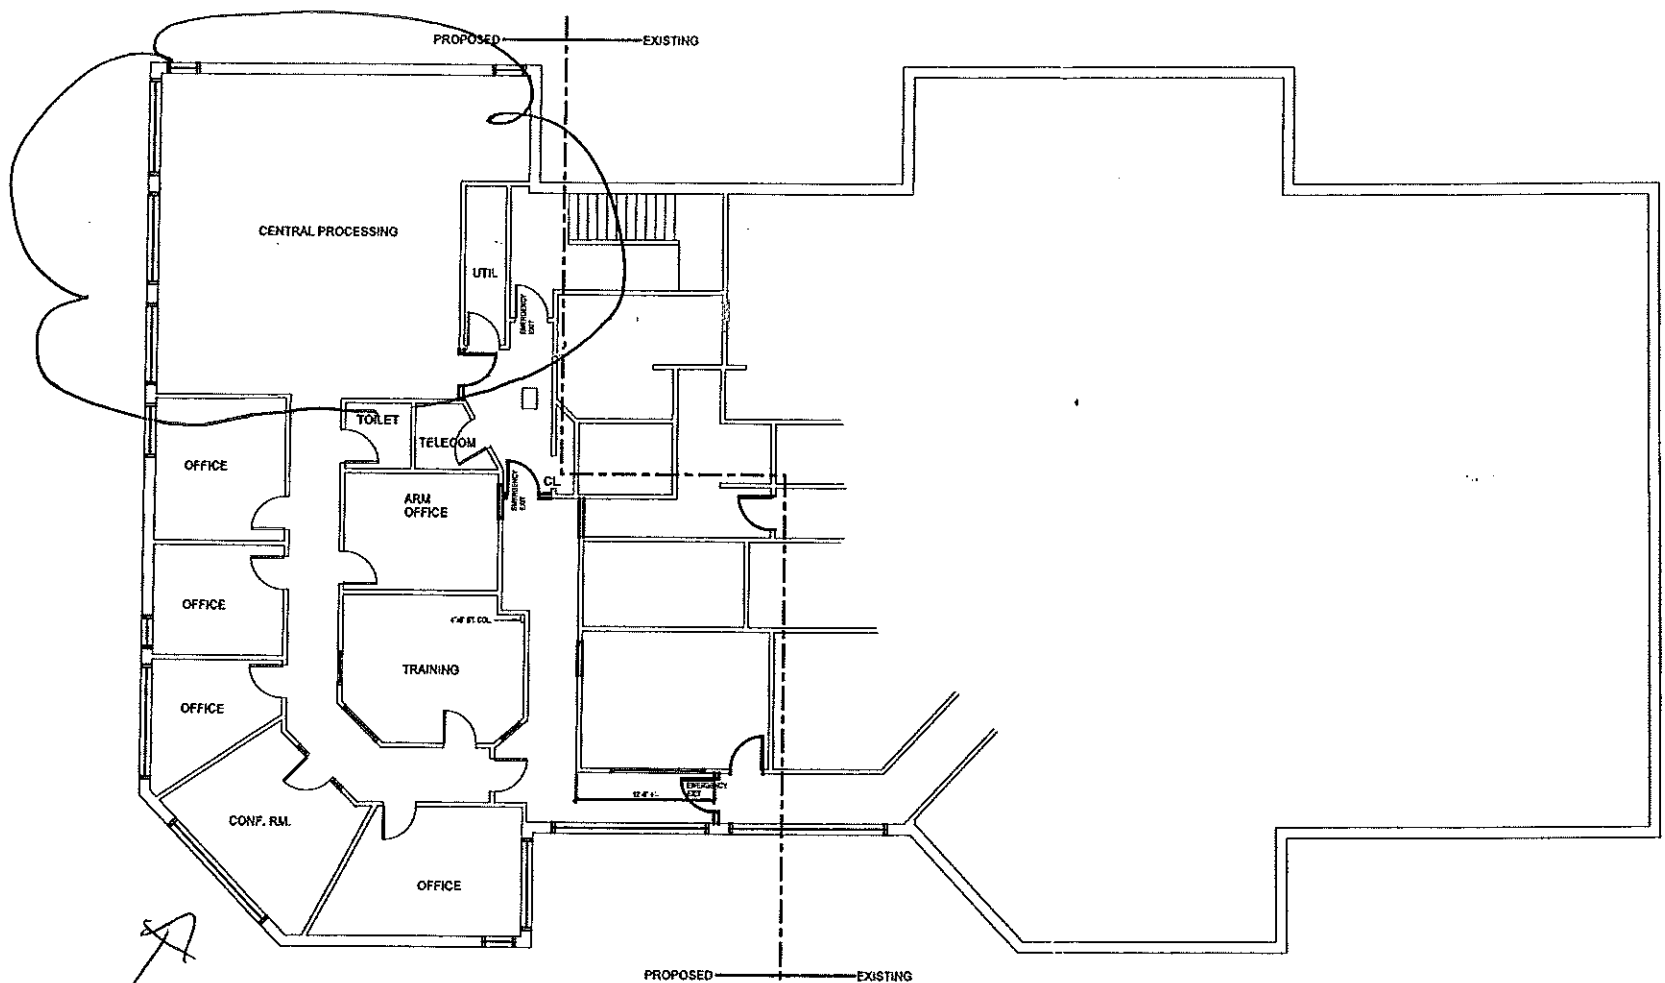 PROPOSED
EXISTING
CENTRAL PROCESSING
UTIL
EMERGENCY
EXIT
TOILET
TELECOM
OFFICE
EMERGENCY
EXIT
CL
ARM
OFFICE
OFFICE
TRAINING
OFFICE
EMERGENCY
EXIT
CONF. RM.
OFFICE
PROPOSED
EXISTING